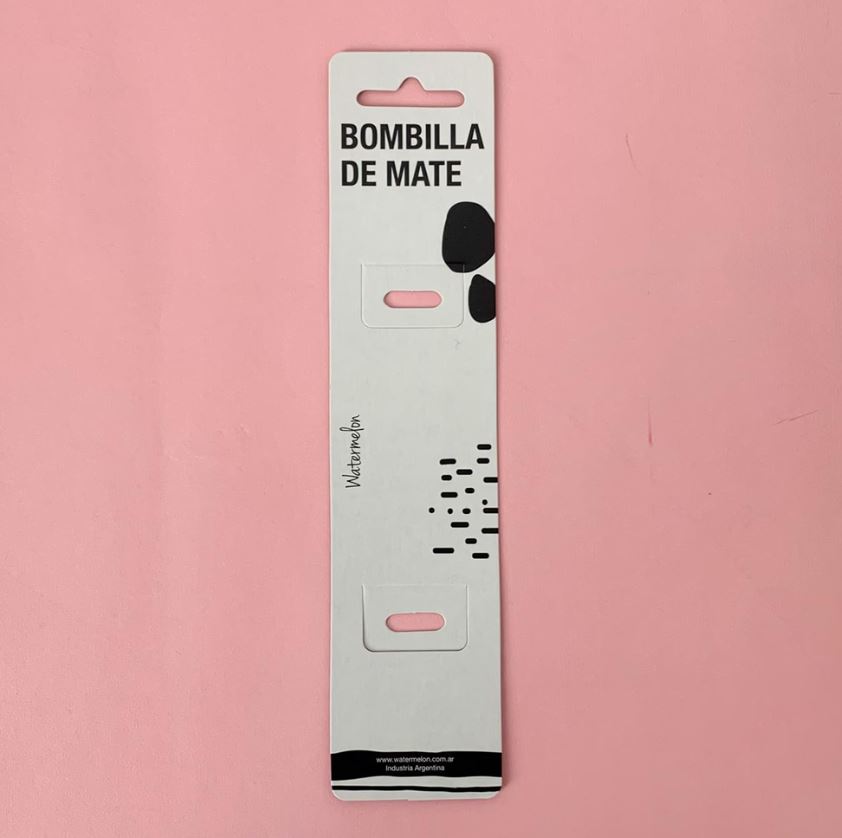 BOMBILLA
DE MATE
Watermelon
www.watermelon.com.ar
Industria Argentina